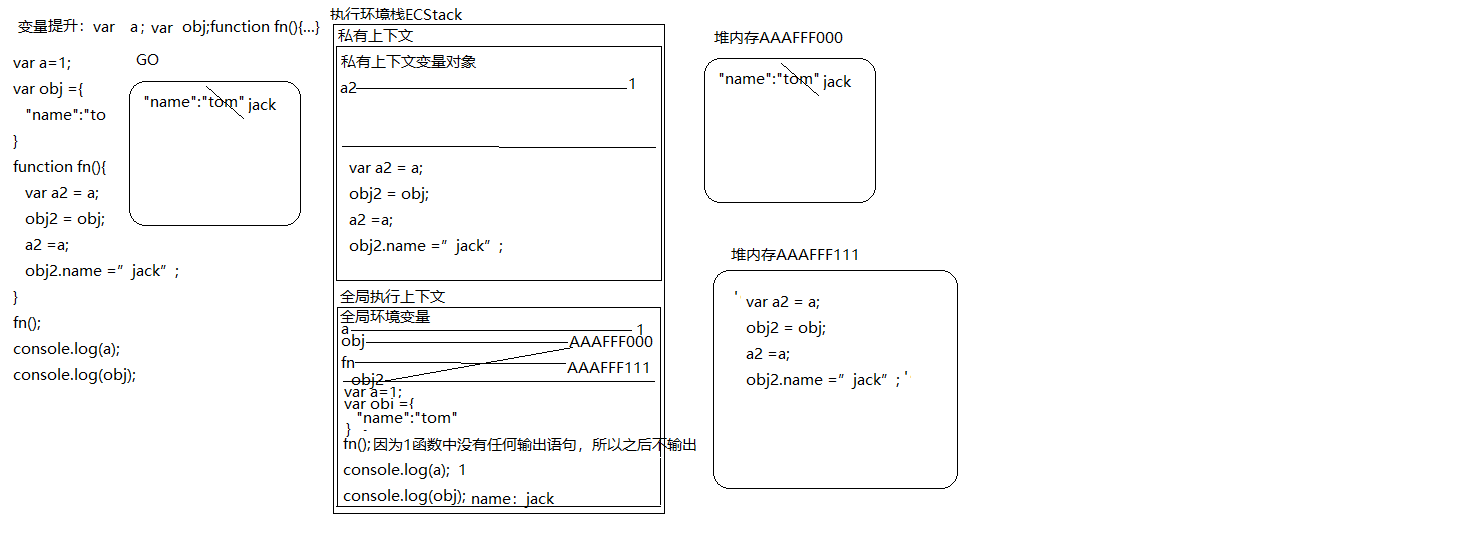 变量提升：var a；var obj;function fn(){...}
var a=1;
var obj ={
"name":"to
}
function fn(){
var a2 = a;
obj2 = obj;
a2 =a;
obj2.name =”jack”；
}
fn();
console.log(a);
console.log(obj);
GO
"name":"tom" jack
执行环境栈ECStack
私有上下文
私有上下文变量对象
a2 1
var a2 = a;
obj2 = obj;
a2 =a;
obj2.name =”jack”；
全局执行上下文
全局环境变量
a 1
obj AAAFFF000
fn AAAFFF111
obj2
var a=1;
var obj ={
"name":"tom"
}
fn(); 因为1函数中没有任何输出语句，所以之后不输出
console.log(a); 1
console.log(obj); name：jack
堆内存AAAFFF000
"name":"tom" jack
堆内存AAAFFF111
' var a2 = a;
obj2 = obj;
a2 =a;
obj2.name =”jack”；'